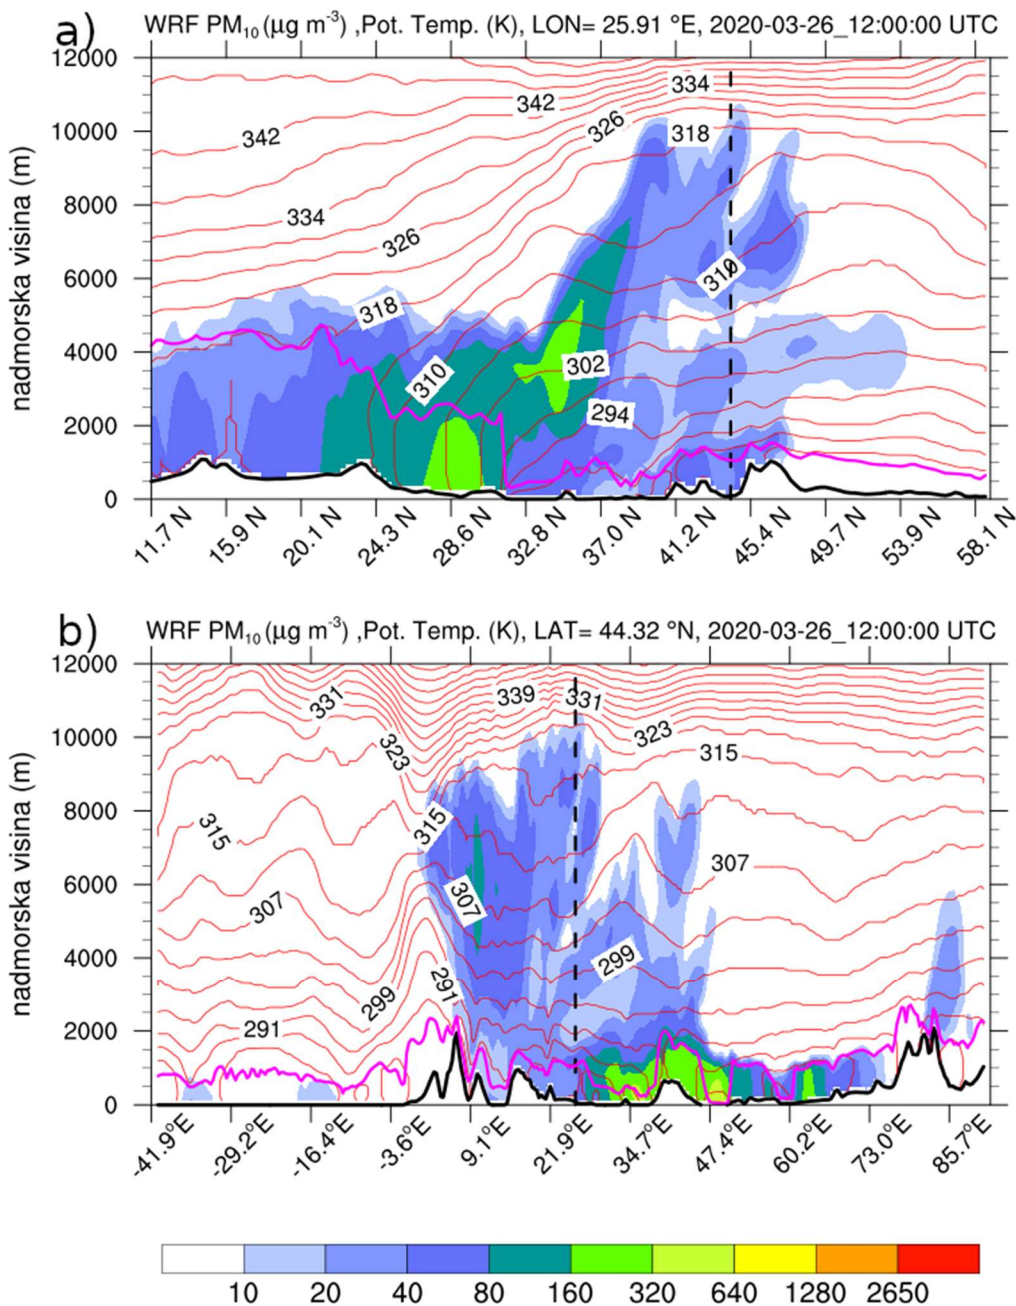 a) WRF PM₁₀ (µg m⁻³) ,Pot. Temp. (K), LON= 25.91 °E, 2020-03-26_12:00:00 UTC
nadmorska visina (m)
12000
10000
8000
6000
4000
2000
0
342
342
334
326
318
334
326
318
310
310
302
294
11.7 N
15.9 N
20.1 N
24.3 N
28.6 N
32.8 N
37.0 N
41.2 N
45.4 N
49.7 N
53.9 N
58.1 N
b) WRF PM₁₀ (µg m⁻³) ,Pot. Temp. (K), LAT= 44.32 °N, 2020-03-26_12:00:00 UTC
nadmorska visina (m)
12000
10000
8000
6000
4000
2000
0
331
339
331
323
323
315
315
315
307
307
307
299
299
291
291
-41.9°E
-29.2°E
-16.4°E
-3.6°E
9.1°E
21.9°E
34.7°E
47.4°E
60.2°E
73.0°E
85.7°E
10 20 40 80 160 320 640 1280 2650